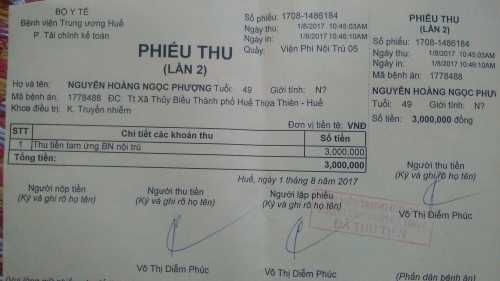 BỘ Y TẾ
Bệnh viện Trung ương Huế
P. Tài chính kế toán
Số phiếu: 1708-1486184
Ngày thu: 1/8/2017 10:45:03AM
Ngày in: 1/8/2017 10:46:10AM
Quầy: Viện Phí Nội Trú 05
PHIẾU THU
(LẦN 2)
Họ và tên: NGUYỄN HOÀNG NGỌC PHƯỢNG Tuổi: 49 Giới tính: N?
Mã bệnh án: 1778488 ĐC: Tt Xã Thủy Biều Thành phố Huế Thừa Thiên - Huế
Khoa điều trị: K. Truyền nhiễm
Đơn vị tiền tệ: VNĐ
STT Chi tiết các khoản thu Số tiền
1 Thu tiền tạm ứng BN nội trú 3,000,000
Tổng tiền: 3,000,000
Huế, ngày 1 tháng 8 năm 2017
Người nộp tiền Người thu tiền Người lập phiếu
(Ký và ghi rõ họ tên) (Ký và ghi rõ họ tên) (Ký và ghi rõ họ tên)
ĐÃ THU TIỀN
Võ Thị Diễm Phúc Võ Thị Diễm Phúc
PHIẾU THU
(LẦN 2)
Số phiếu: 1708-1486184
Ngày thu: 1/8/2017 10:45:03AM
Ngày in: 1/8/2017 10:46:10AM
Mã bệnh án: 1778488
NGUYỄN HOÀNG NGỌC
Tuổi: 49 Giới tính: N?
Số tiền: 3,000,000 đồng
Người thu tiền
(Ký và ghi rõ họ tên)
Võ Thị Diễm Phúc
(Phần dành bệnh án)